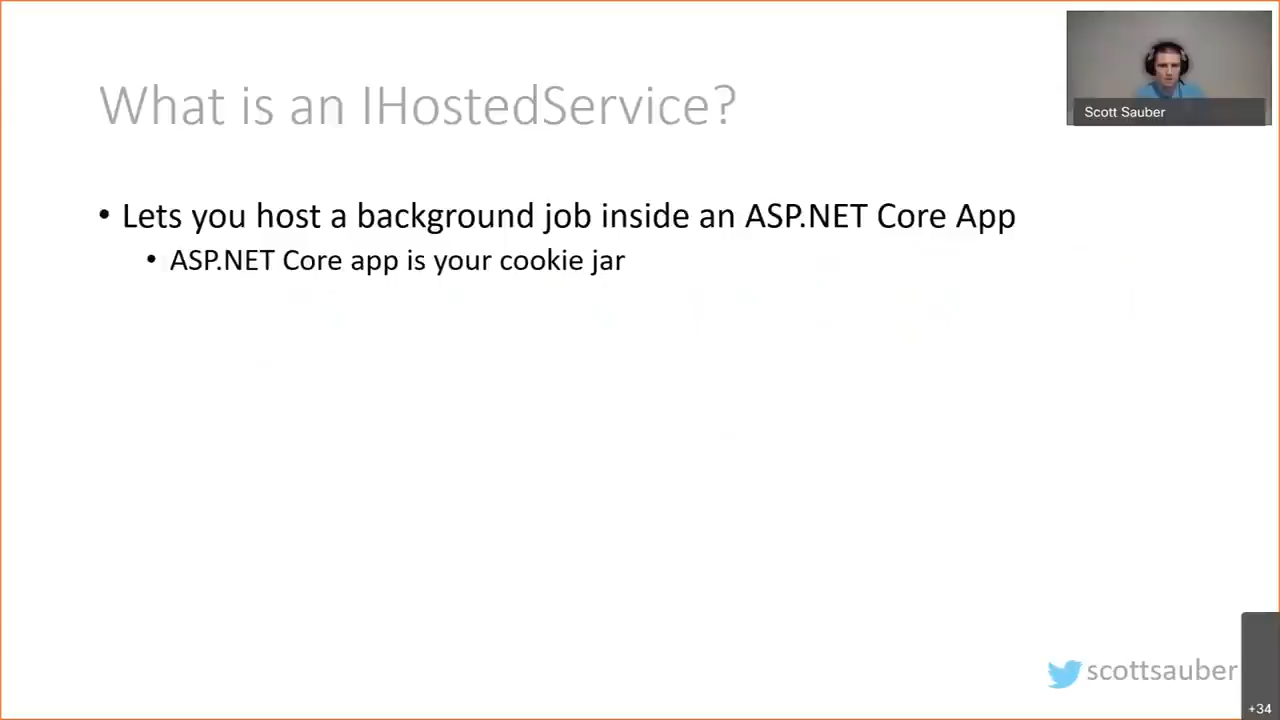 What is an IHostedService?
Scott Sauber
• Lets you host a background job inside an ASP.NET Core App
• ASP.NET Core app is your cookie jar
scottsauber
+34